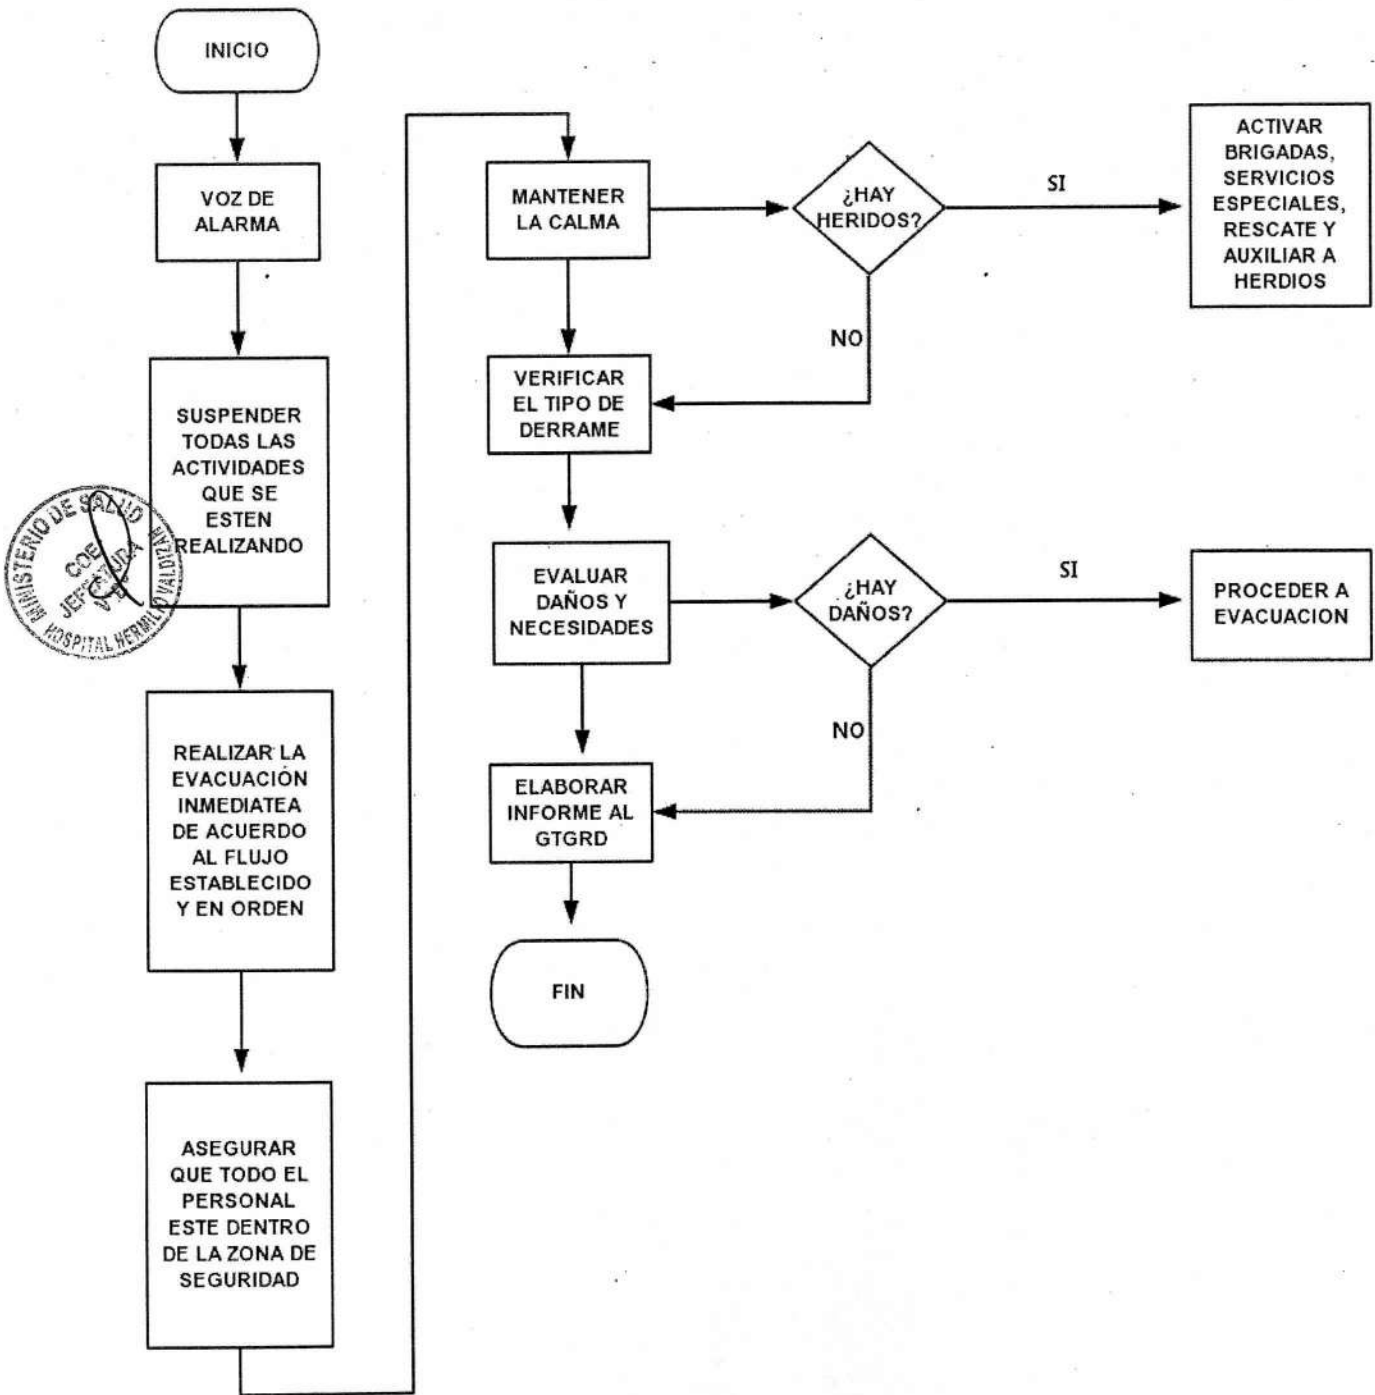 INICIO
VOZ DE
ALARMA
SUSPENDER
TODAS LAS
ACTIVIDADES
QUE SE
ESTEN
REALIZANDO
REALIZAR LA
EVACUACIÓN
INMEDIATEA
DE ACUERDO
AL FLUJO
ESTABLECIDO
Y EN ORDEN
ASEGURAR
QUE TODO EL
PERSONAL
ESTE DENTRO
DE LA ZONA DE
SEGURIDAD
MANTENER
LA CALMA
¿HAY
HERIDOS?
SI
ACTIVAR
BRIGADAS,
SERVICIOS
ESPECIALES,
RESCATE Y
AUXILIAR A
HERDIOS
NO
VERIFICAR
EL TIPO DE
DERRAME
EVALUAR
DAÑOS Y
NECESIDADES
¿HAY
DAÑOS?
SI
PROCEDER A
EVACUACION
NO
ELABORAR
INFORME AL
GTGRD
FIN
MINISTERIO DE SALUD
HOSPITAL HERMILIO VALDIZAN
COE
JEFATURA